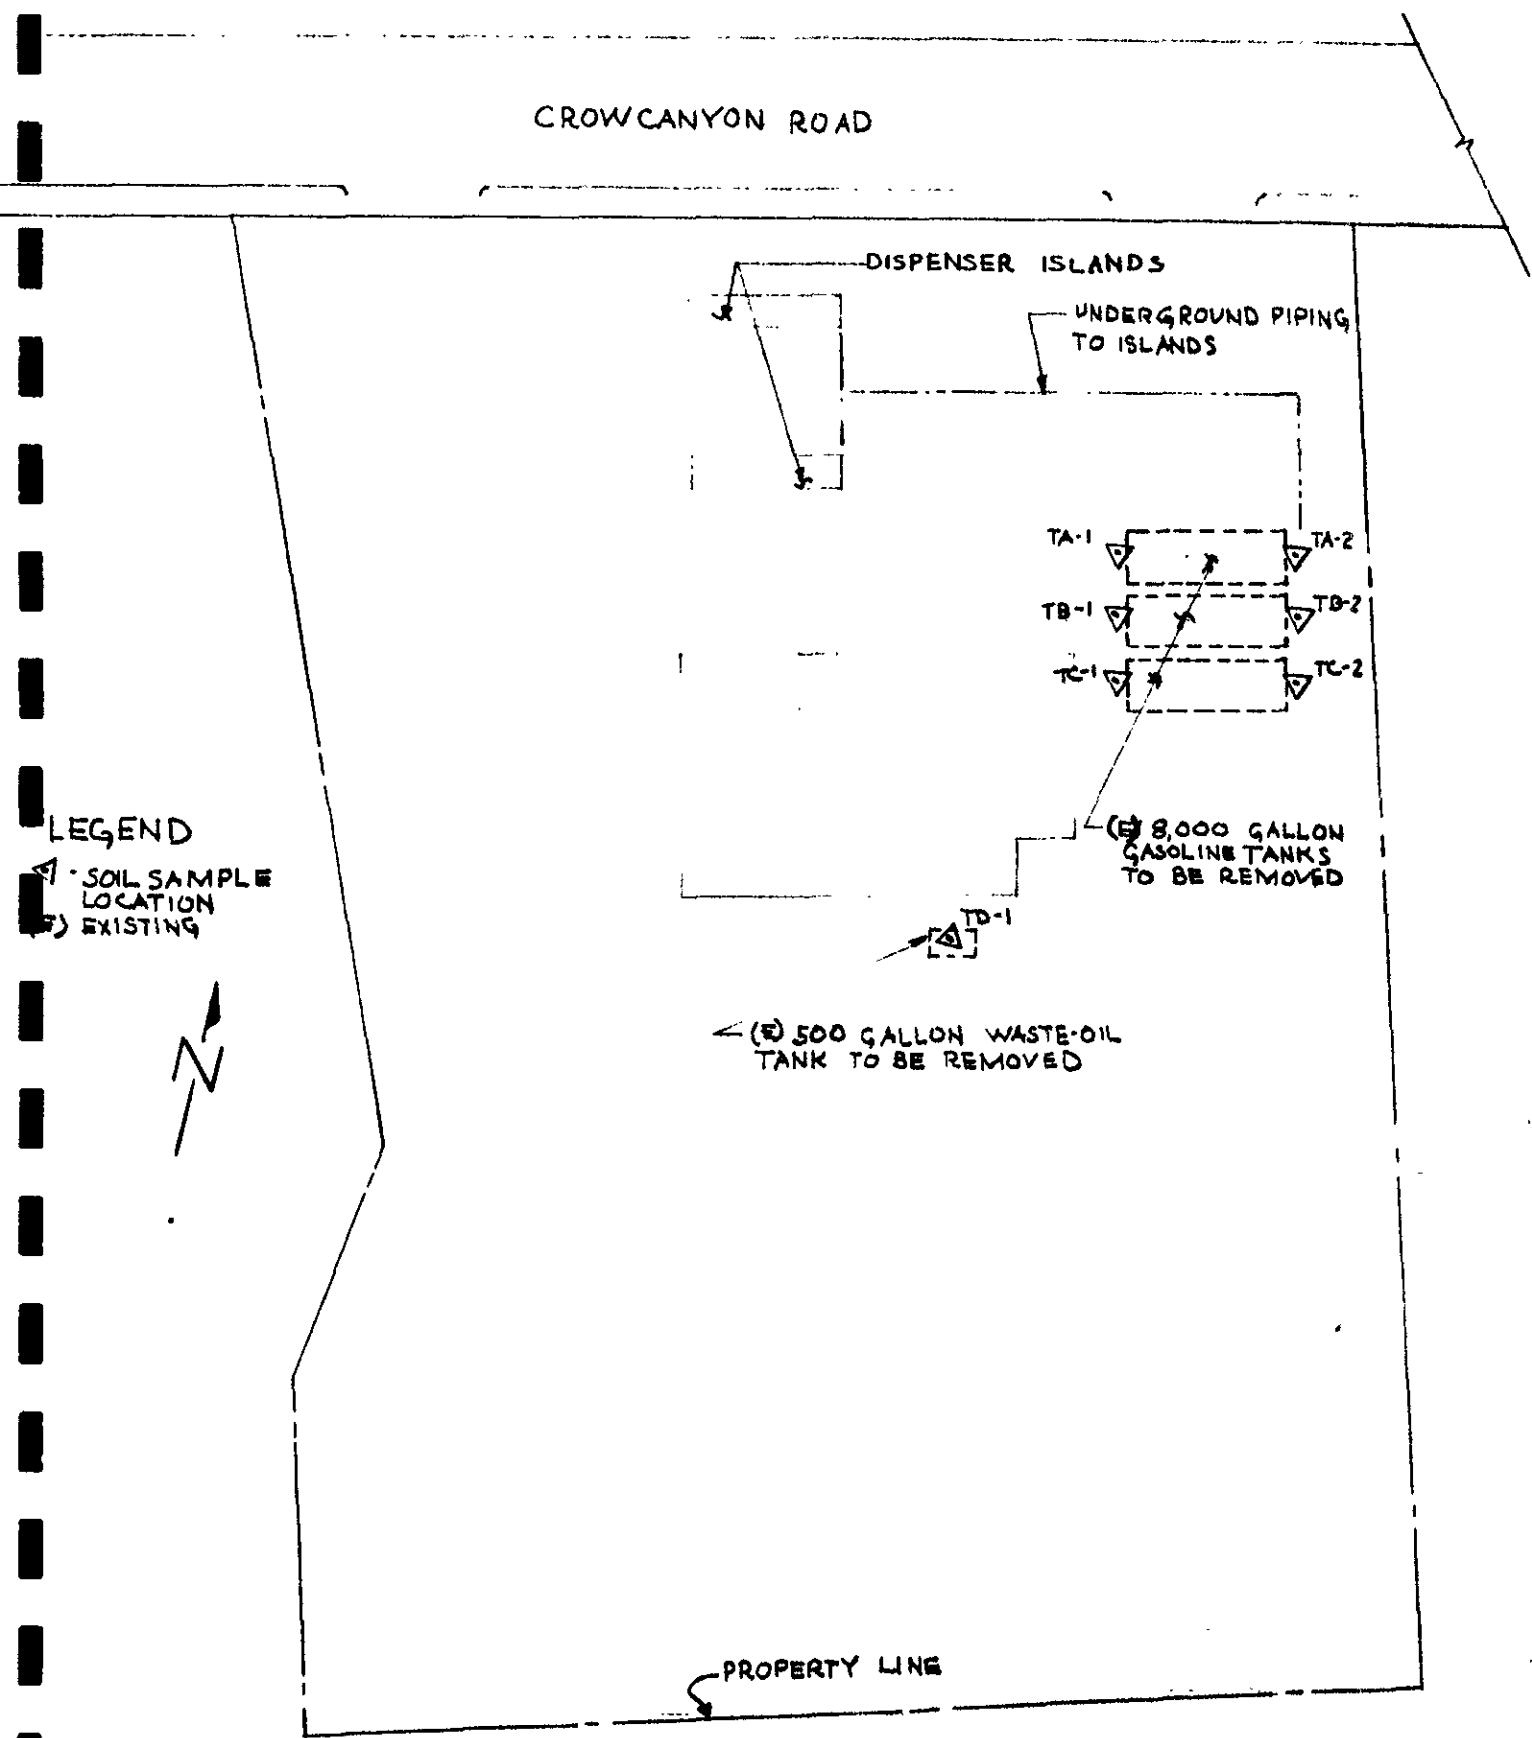 CROWCANYON ROAD
DISPENSER ISLANDS
UNDERGROUND PIPING
TO ISLANDS
TA-1
TA-2
TB-1
TB-2
TC-1
TC-2
LEGEND
- SOIL SAMPLE
LOCATION
(E) EXISTING
(E) 8,000 GALLON
GASOLINE TANKS
TO BE REMOVED
TD-1
(E) 500 GALLON WASTE-OIL
TANK TO BE REMOVED
N
PROPERTY LINE